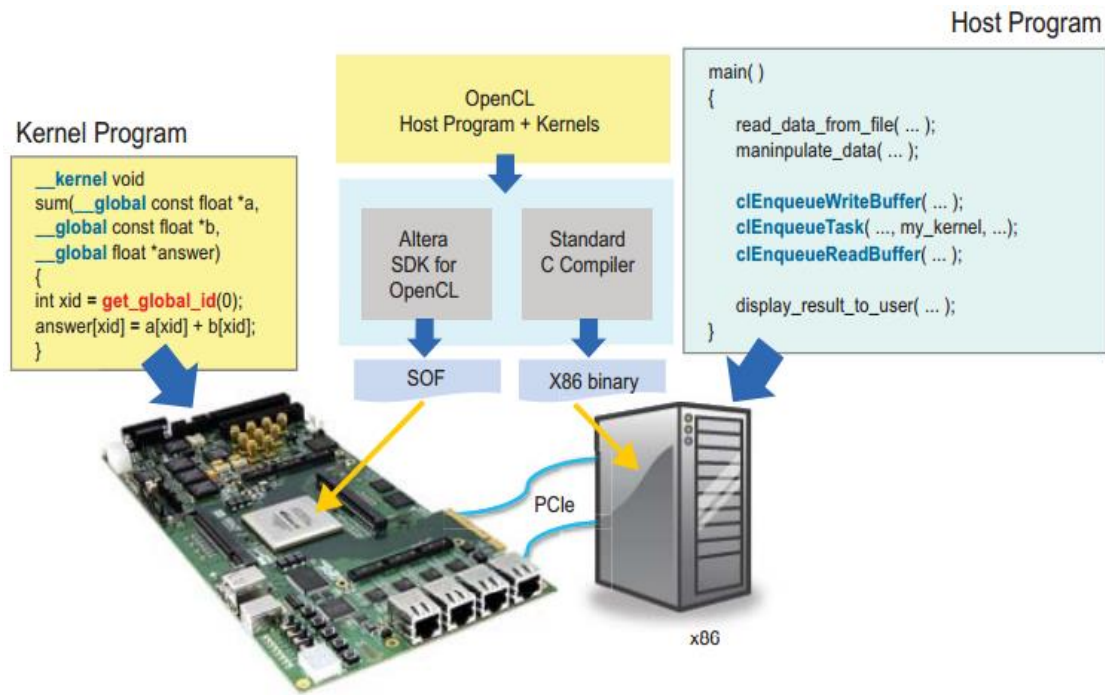 Host Program
OpenCL
Host Program + Kernels
main( )
{
read_data_from_file( ... );
maninpulate_data( ... );
clEnqueueWriteBuffer( ... );
clEnqueueTask( ..., my_kernel, ...);
clEnqueueReadBuffer( ... );
display_result_to_user( ... );
}
Kernel Program
__kernel void
sum(__global const float *a,
__global const float *b,
__global float *answer)
{
int xid = get_global_id(0);
answer[xid] = a[xid] + b[xid];
}
Altera
SDK for
OpenCL
Standard
C Compiler
SOF
X86 binary
PCIe
x86